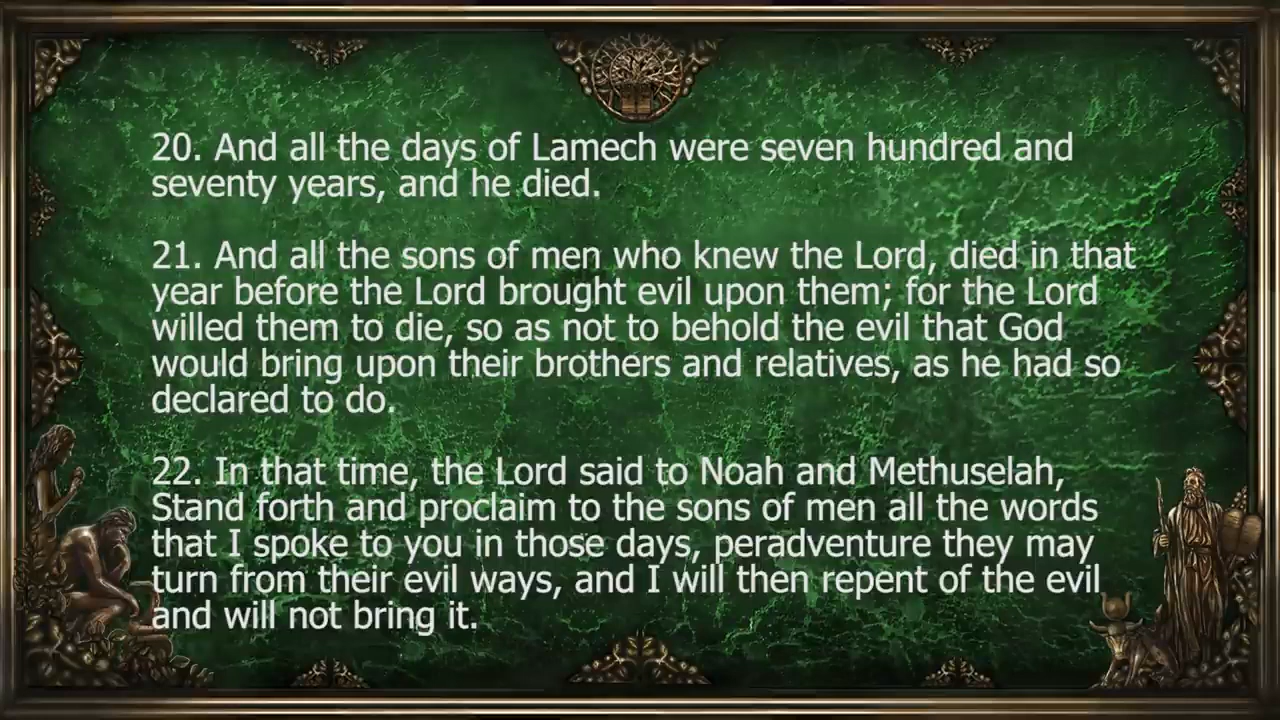 20. And all the days of Lamech were seven hundred and
seventy years, and he died.
21. And all the sons of men who knew the Lord, died in that
year before the Lord brought evil upon them; for the Lord
willed them to die, so as not to behold the evil that God
would bring upon their brothers and relatives, as he had so
declared to do.
22. In that time, the Lord said to Noah and Methuselah,
Stand forth and proclaim to the sons of men all the words
that I spoke to you in those days, peradventure they may
turn from their evil ways, and I will then repent of the evil
and will not bring it.